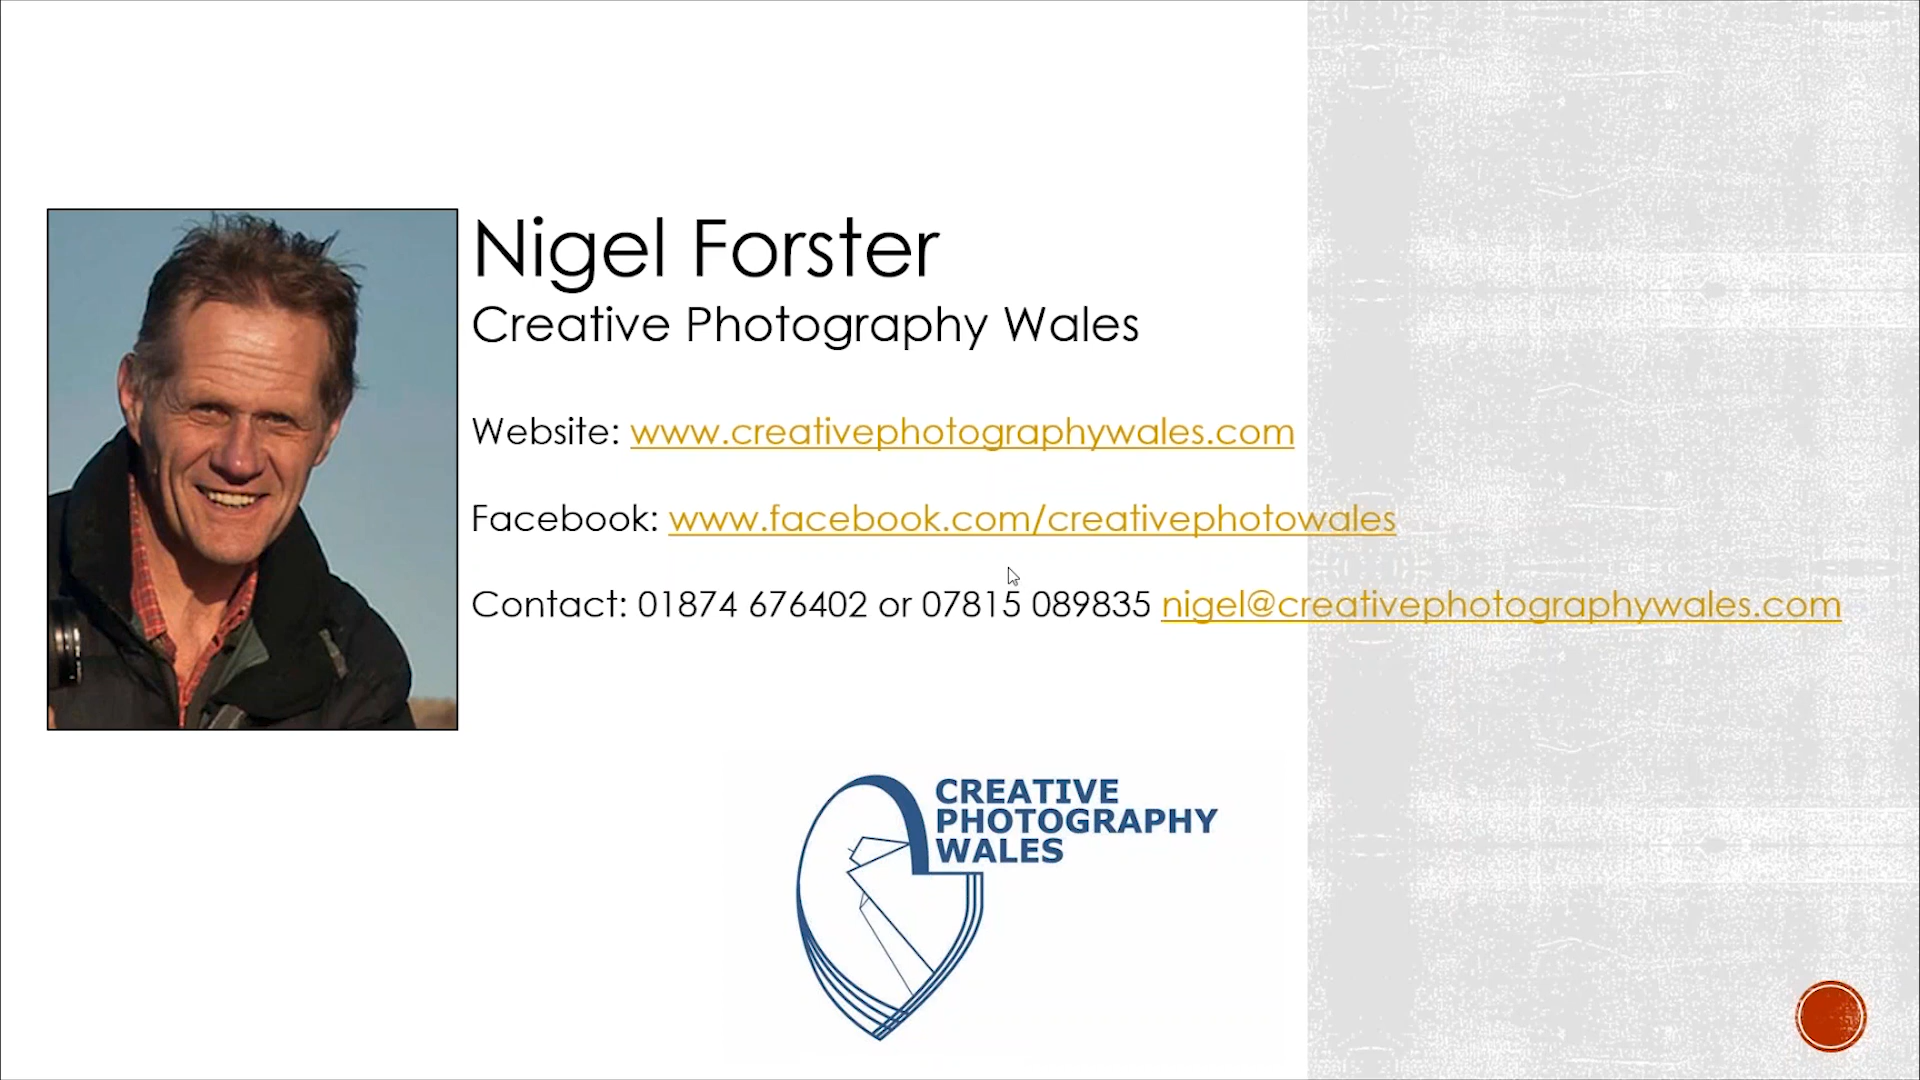 Nigel Forster
Creative Photography Wales
Website: www.creativephotographywales.com
Facebook: www.facebook.com/creativephotowales
Contact: 01874 676402 or 07815 089835 nigel@creativephotographywales.com
CREATIVE
PHOTOGRAPHY
WALES